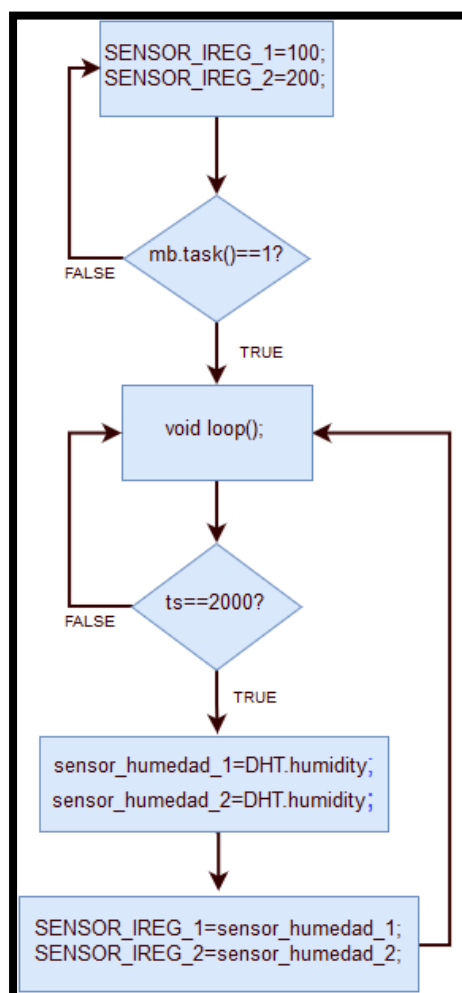 SENSOR_IREG_1=100;
SENSOR_IREG_2=200;
mb.task()==1?
FALSE
TRUE
void loop();
ts==2000?
FALSE
TRUE
sensor_humedad_1=DHT.humidity;
sensor_humedad_2=DHT.humidity;
SENSOR_IREG_1=sensor_humedad_1;
SENSOR_IREG_2=sensor_humedad_2;